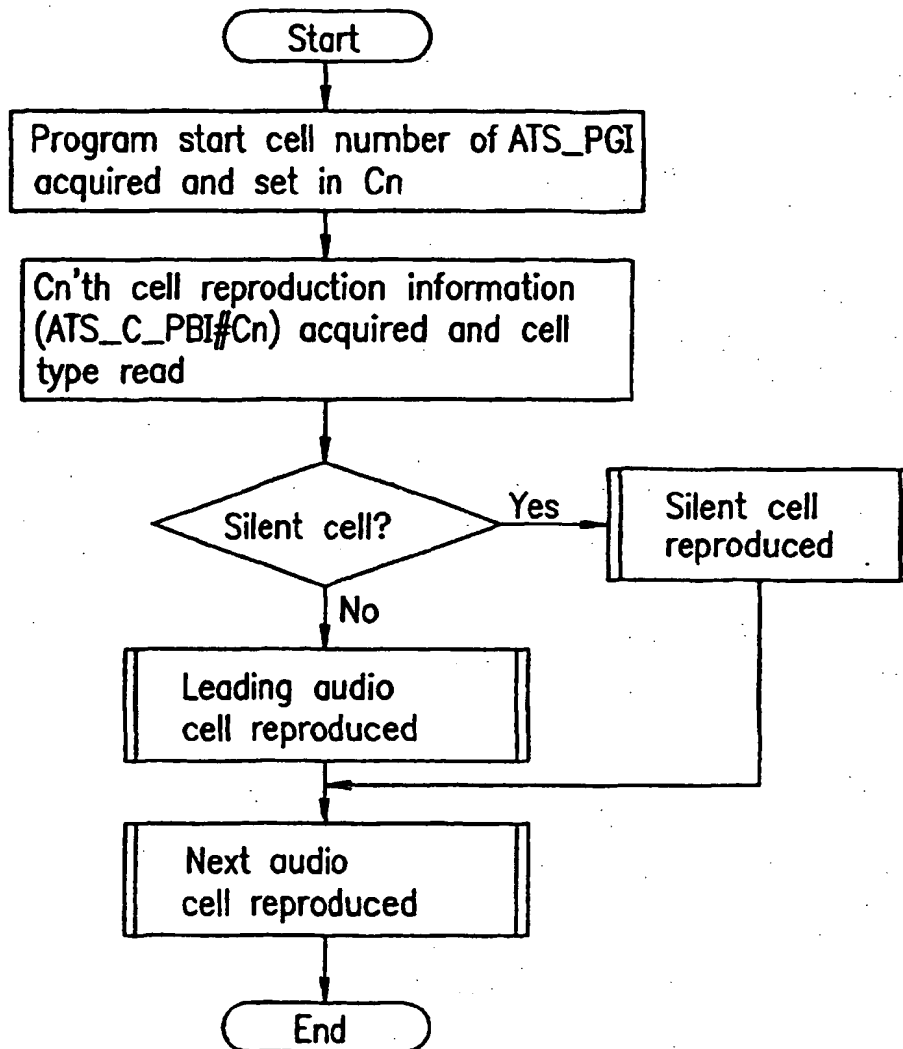 Start
Program start cell number of ATS_PGI
acquired and set in Cn
Cn'th cell reproduction information
(ATS_C_PBI#Cn) acquired and cell
type read
Silent cell?
Yes
Silent cell
reproduced
No
Leading audio
cell reproduced
Next audio
cell reproduced
End